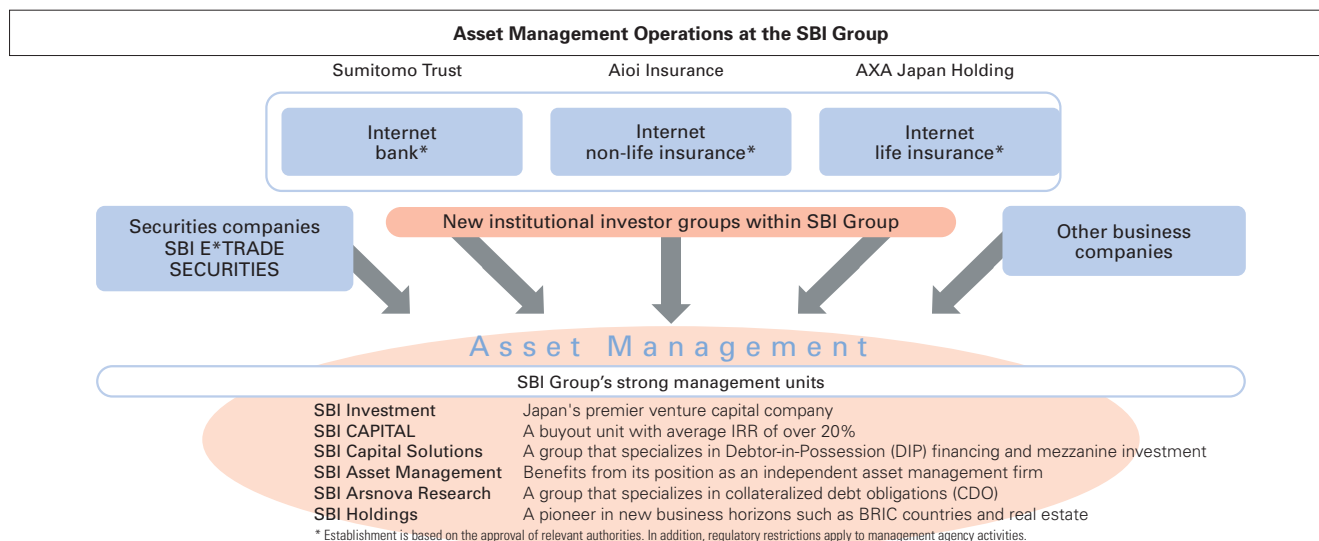 Asset Management Operations at the SBI Group
Sumitomo Trust
Aioi Insurance
AXA Japan Holding
Internet
bank*
Internet
non-life insurance*
Internet
life insurance*
Securities companies
SBI E*TRADE
SECURITIES
New institutional investor groups within SBI Group
Other business
companies
Asset Management
SBI Group's strong management units
SBI Investment Japan's premier venture capital company
SBI CAPITAL A buyout unit with average IRR of over 20%
SBI Capital Solutions A group that specializes in Debtor-in-Possession (DIP) financing and mezzanine investment
SBI Asset Management Benefits from its position as an independent asset management firm
SBI Arsnova Research A group that specializes in collateralized debt obligations (CDO)
SBI Holdings A pioneer in new business horizons such as BRIC countries and real estate
* Establishment is based on the approval of relevant authorities. In addition, regulatory restrictions apply to management agency activities.